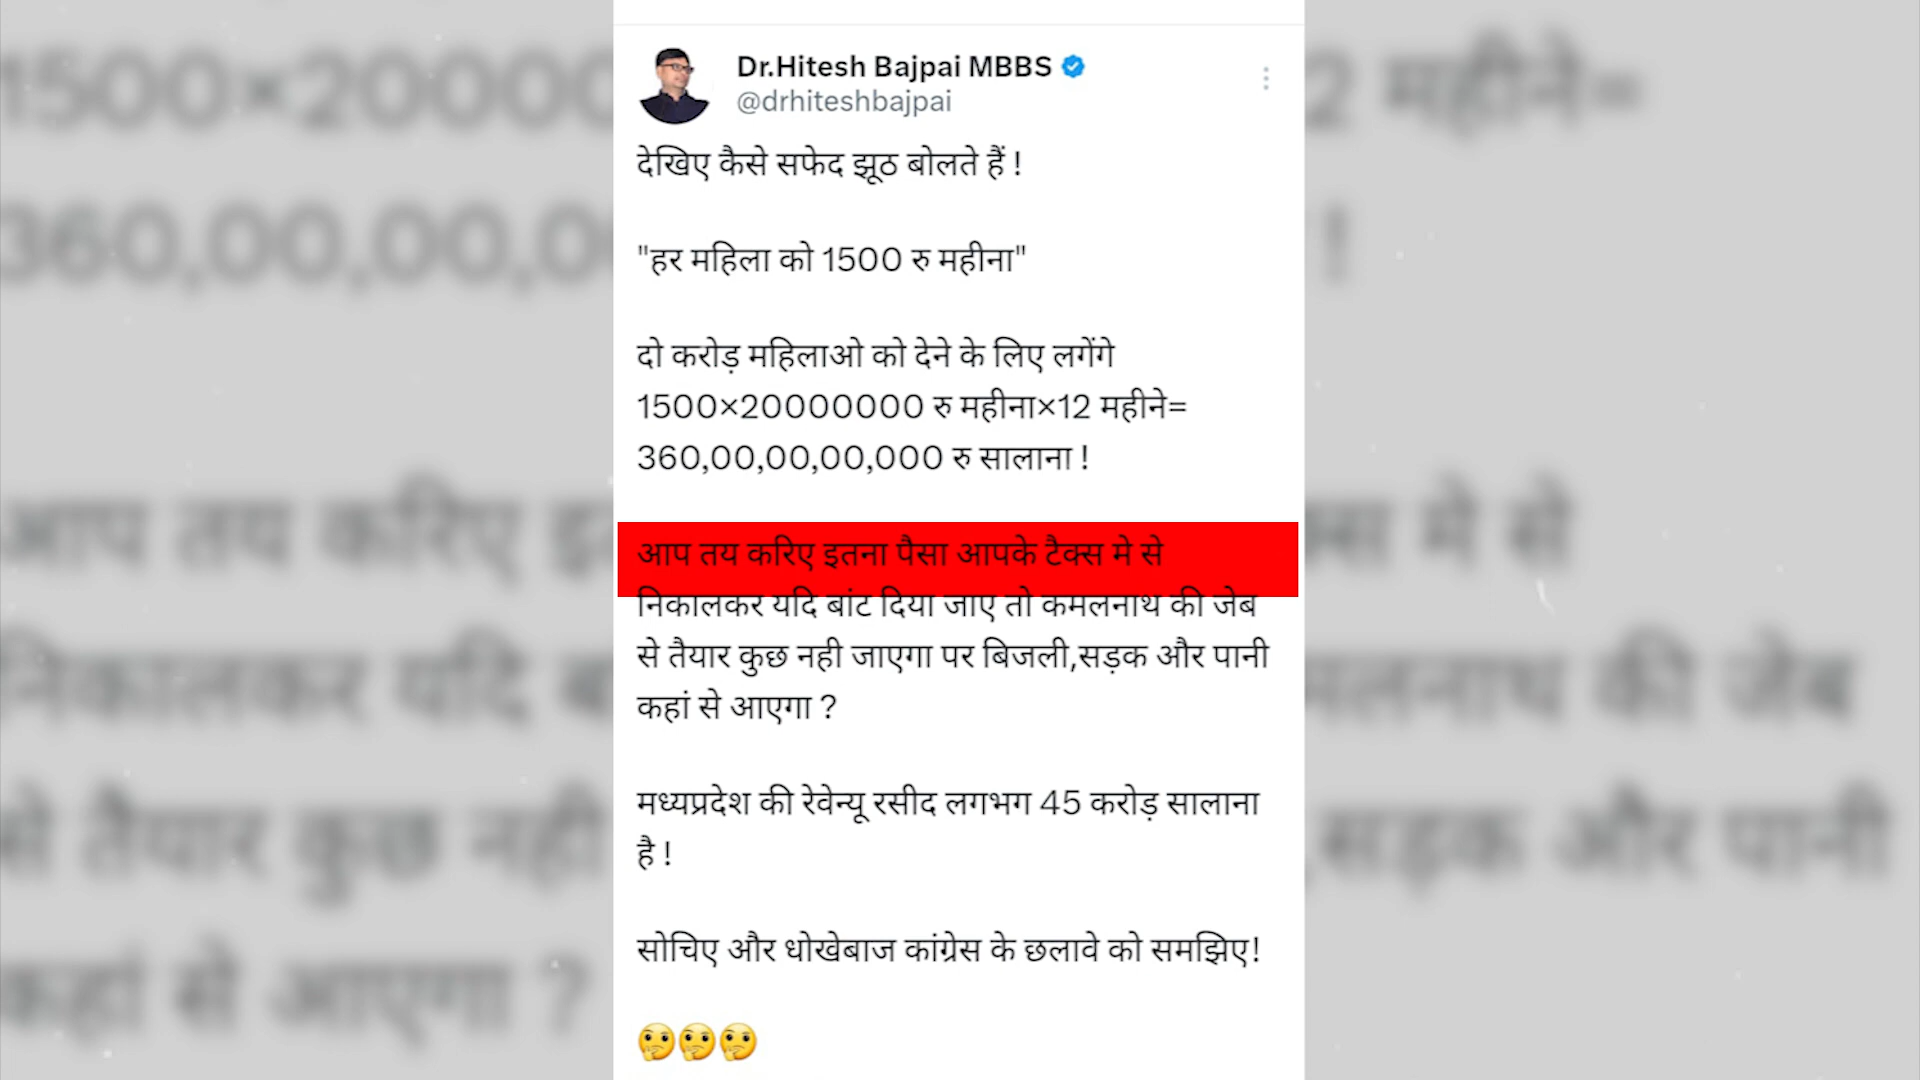 Dr.Hitesh Bajpai MBBS
@drhiteshbajpai
देखिए कैसे सफेद झूठ बोलते हैं !
"हर महिला को 1500 रु महीना"
दो करोड़ महिलाओ को देने के लिए लगेंगे
1500×20000000 रु महीना×12 महीने=
360,00,00,00,000 रु सालाना !
आप तय करिए इतना पैसा आपके टैक्स मे से
निकालकर यदि बांट दिया जाए तो कमलनाथ की जेब
से तैयार कुछ नही जाएगा पर बिजली,सड़क और पानी
कहां से आएगा ?
मध्यप्रदेश की रेवेन्यू रसीद लगभग 45 करोड़ सालाना
है !
सोचिए और धोखेबाज कांग्रेस के छलावे को समझिए!
🤔🤔🤔